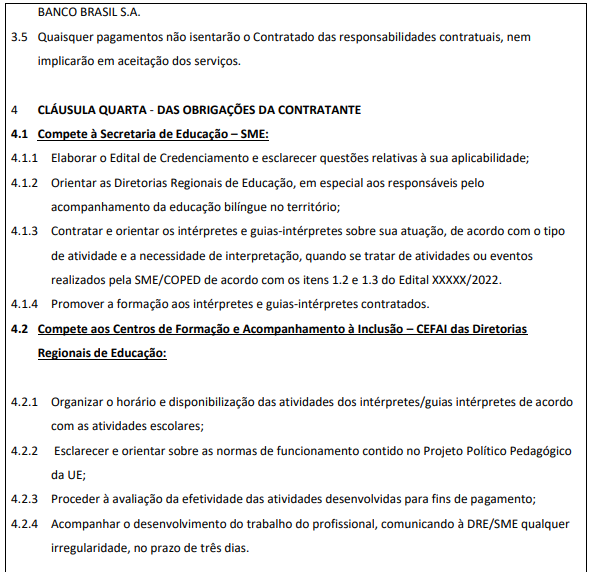 BANCO BRASIL S.A.
3.5 Quaisquer pagamentos não isentarão o Contratado das responsabilidades contratuais, nem
implicarão em aceitação dos serviços.
4 CLÁUSULA QUARTA - DAS OBRIGAÇÕES DA CONTRATANTE
4.1 Compete à Secretaria de Educação – SME:
4.1.1 Elaborar o Edital de Credenciamento e esclarecer questões relativas à sua aplicabilidade;
4.1.2 Orientar as Diretorias Regionais de Educação, em especial aos responsáveis pelo
acompanhamento da educação bilíngue no território;
4.1.3 Contratar e orientar os intérpretes e guias-intérpretes sobre sua atuação, de acordo com o tipo
de atividade e a necessidade de interpretação, quando se tratar de atividades ou eventos
realizados pela SME/COPED de acordo com os itens 1.2 e 1.3 do Edital XXXXX/2022.
4.1.4 Promover a formação aos intérpretes e guias-intérpretes contratados.
4.2 Compete aos Centros de Formação e Acompanhamento à Inclusão – CEFAI das Diretorias
Regionais de Educação:
4.2.1 Organizar o horário e disponibilização das atividades dos intérpretes/guias intérpretes de acordo
com as atividades escolares;
4.2.2 Esclarecer e orientar sobre as normas de funcionamento contido no Projeto Político Pedagógico
da UE;
4.2.3 Proceder à avaliação da efetividade das atividades desenvolvidas para fins de pagamento;
4.2.4 Acompanhar o desenvolvimento do trabalho do profissional, comunicando à DRE/SME qualquer
irregularidade, no prazo de três dias.